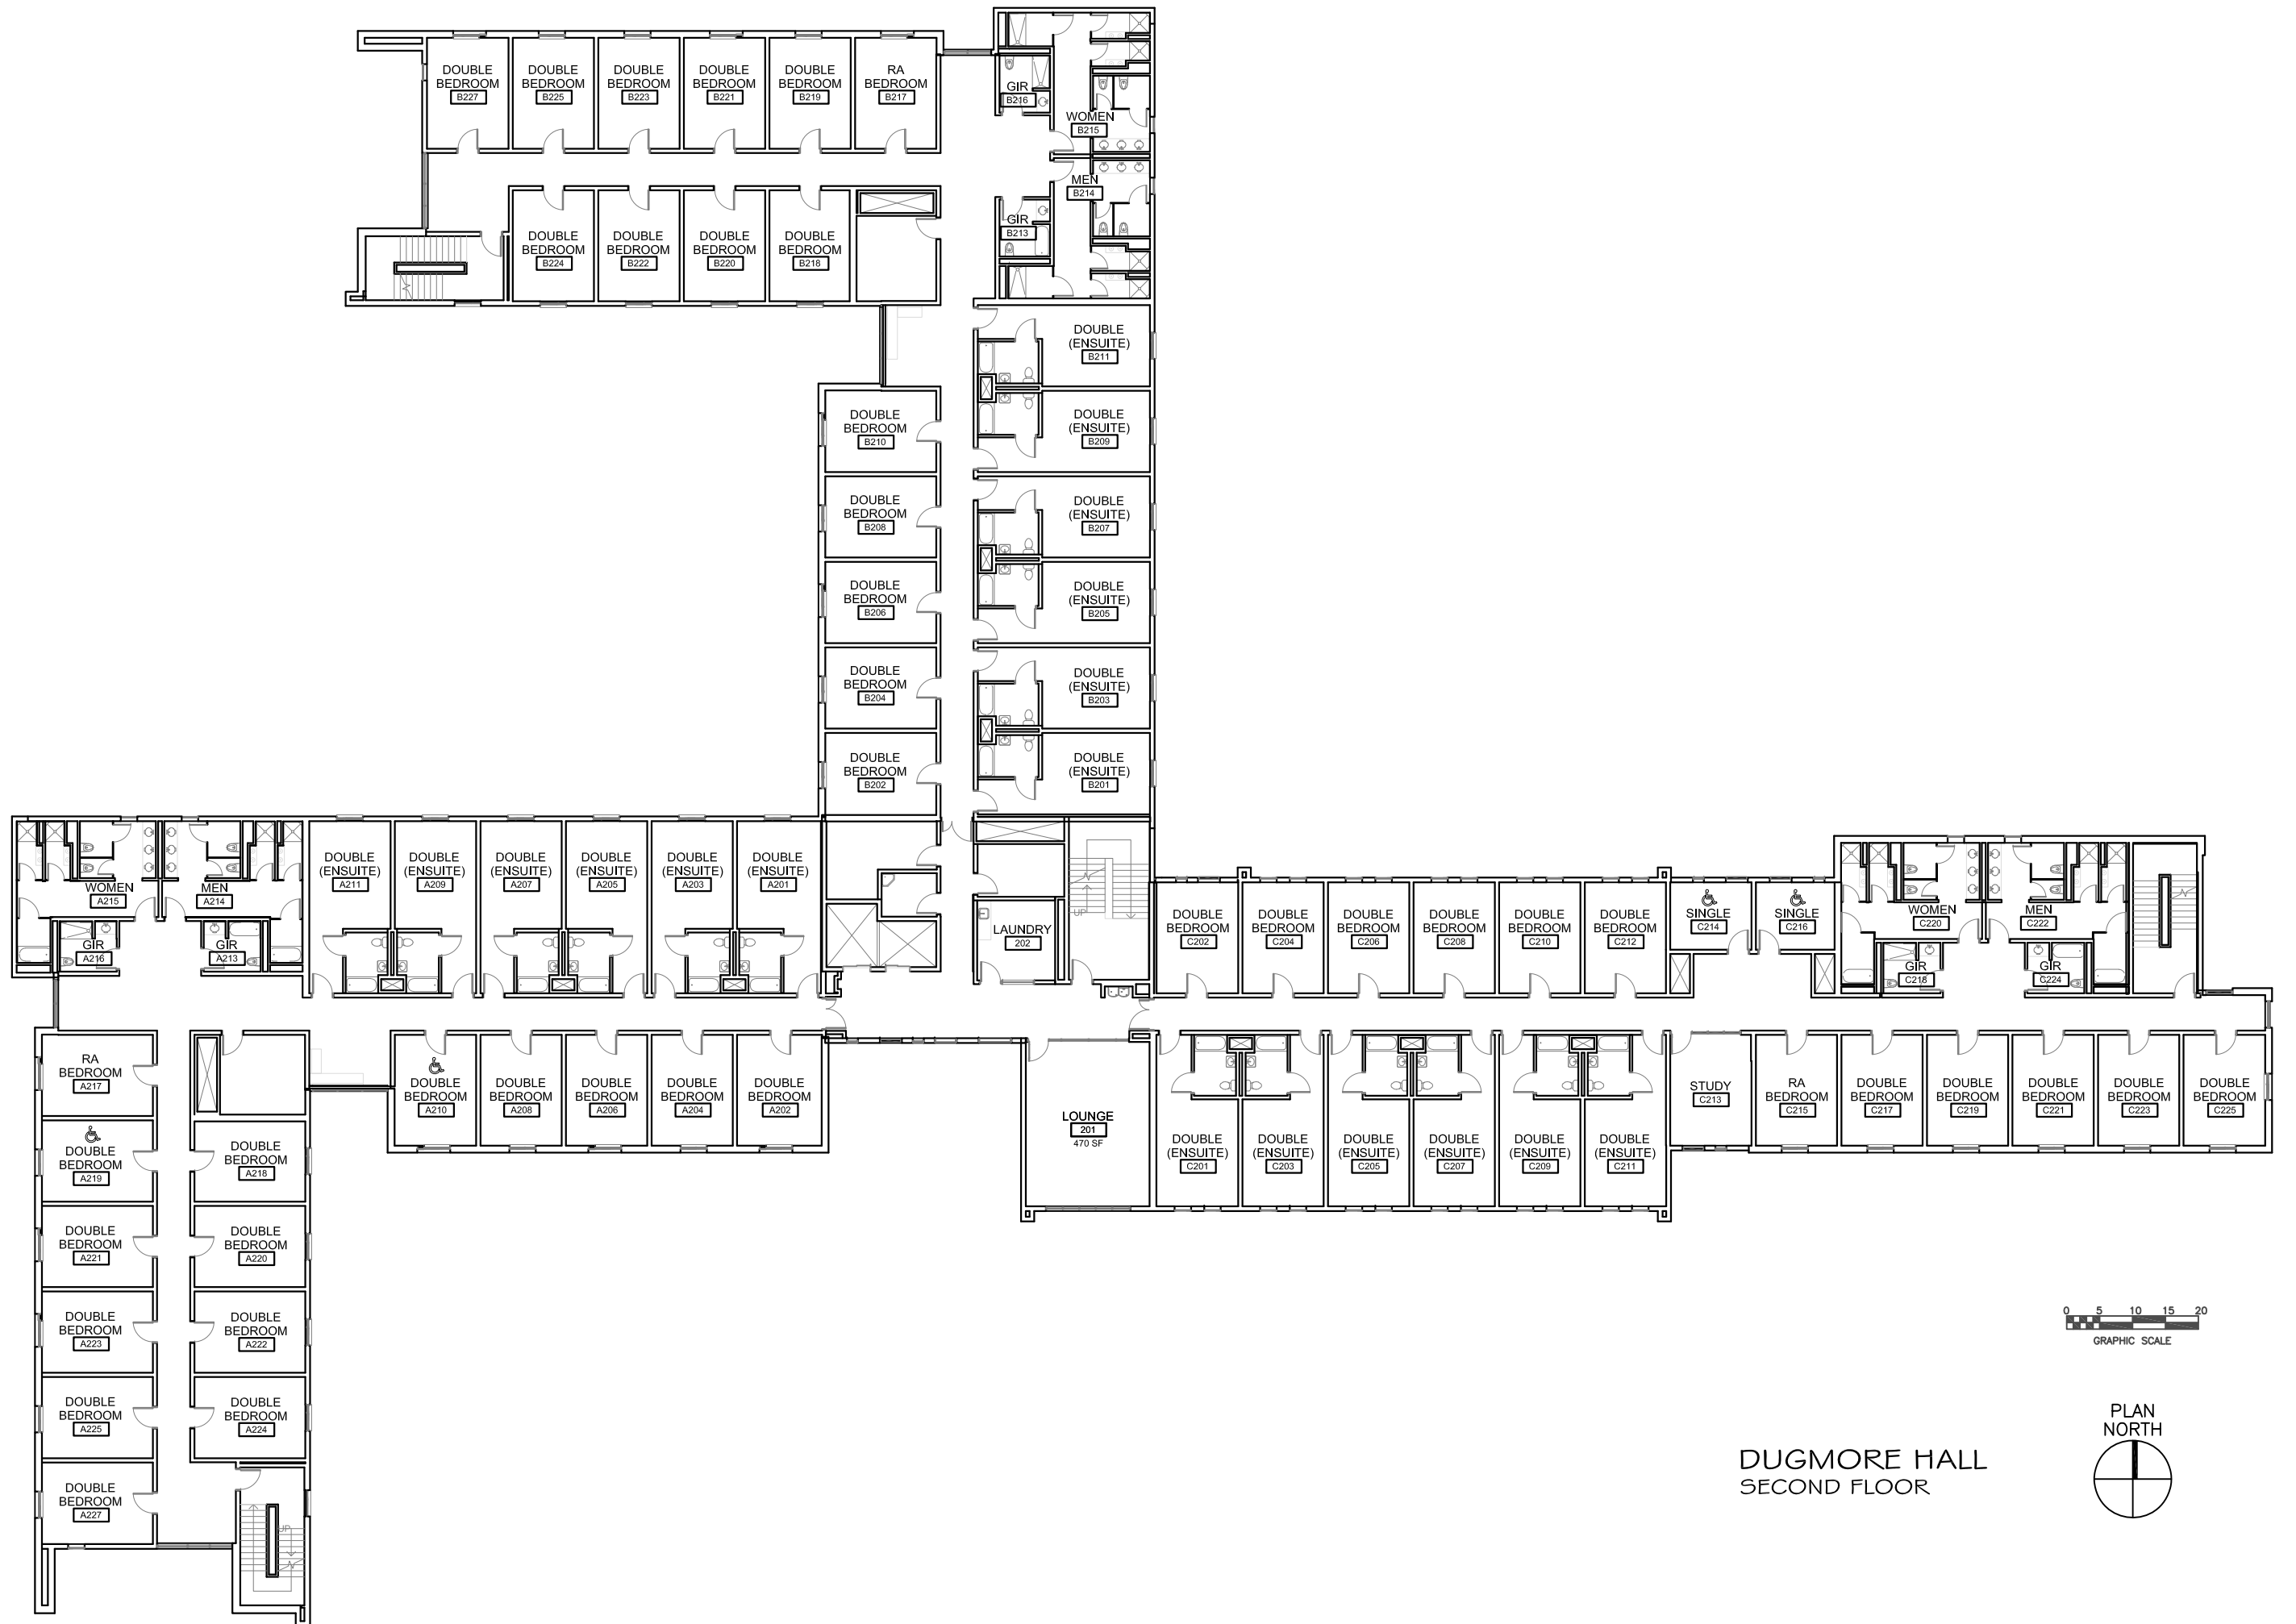 DOUBLE
BEDROOM
B227
DOUBLE
BEDROOM
B225
DOUBLE
BEDROOM
B223
DOUBLE
BEDROOM
B221
DOUBLE
BEDROOM
B219
RA
BEDROOM
B217
GIR
B216
WOMEN
B215
MEN
B214
GIR
B213
DOUBLE
BEDROOM
B224
DOUBLE
BEDROOM
B222
DOUBLE
BEDROOM
B220
DOUBLE
BEDROOM
B218
DOUBLE
(ENSUITE)
B211
DOUBLE
BEDROOM
B210
DOUBLE
(ENSUITE)
B209
DOUBLE
BEDROOM
B208
DOUBLE
(ENSUITE)
B207
DOUBLE
BEDROOM
B206
DOUBLE
(ENSUITE)
B205
DOUBLE
BEDROOM
B204
DOUBLE
(ENSUITE)
B203
DOUBLE
BEDROOM
B202
DOUBLE
(ENSUITE)
B201
WOMEN
A215
MEN
A214
GIR
A216
GIR
A213
DOUBLE
(ENSUITE)
A211
DOUBLE
(ENSUITE)
A209
DOUBLE
(ENSUITE)
A207
DOUBLE
(ENSUITE)
A205
DOUBLE
(ENSUITE)
A203
DOUBLE
(ENSUITE)
A201
LAUNDRY
202
UP
DOUBLE
BEDROOM
C202
DOUBLE
BEDROOM
C204
DOUBLE
BEDROOM
C206
DOUBLE
BEDROOM
C208
DOUBLE
BEDROOM
C210
DOUBLE
BEDROOM
C212
SINGLE
C214
SINGLE
C216
WOMEN
C220
MEN
C222
GIR
C218
GIR
C224
RA
BEDROOM
A217
DOUBLE
BEDROOM
A210
DOUBLE
BEDROOM
A208
DOUBLE
BEDROOM
A206
DOUBLE
BEDROOM
A204
DOUBLE
BEDROOM
A202
LOUNGE
201
470 SF
DOUBLE
(ENSUITE)
C201
DOUBLE
(ENSUITE)
C203
DOUBLE
(ENSUITE)
C205
DOUBLE
(ENSUITE)
C207
DOUBLE
(ENSUITE)
C209
DOUBLE
(ENSUITE)
C211
STUDY
C213
RA
BEDROOM
C215
DOUBLE
BEDROOM
C217
DOUBLE
BEDROOM
C219
DOUBLE
BEDROOM
C221
DOUBLE
BEDROOM
C223
DOUBLE
BEDROOM
C225
DOUBLE
BEDROOM
A219
DOUBLE
BEDROOM
A218
DOUBLE
BEDROOM
A221
DOUBLE
BEDROOM
A220
DOUBLE
BEDROOM
A223
DOUBLE
BEDROOM
A222
DOUBLE
BEDROOM
A225
DOUBLE
BEDROOM
A224
DOUBLE
BEDROOM
A227
UP
0 5 10 15 20
GRAPHIC SCALE
PLAN
NORTH
DUGMORE HALL
SECOND FLOOR